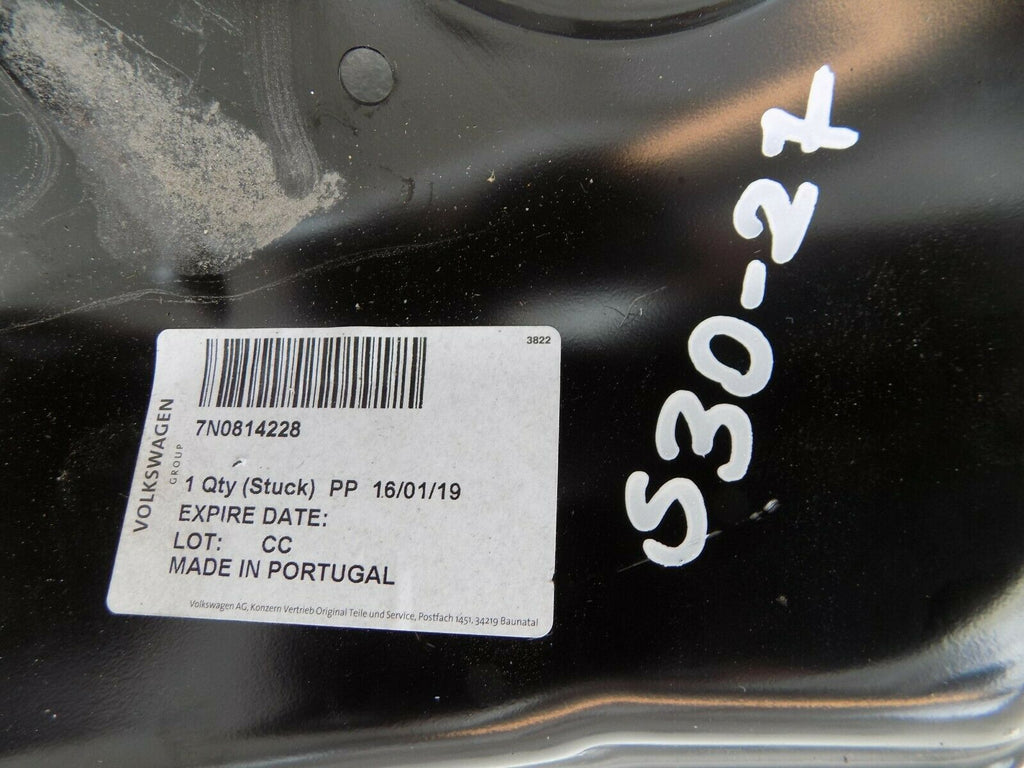 3822
7N0814228
VOLKSWAGEN
GROUP
1 Qty (Stuck) PP 16/01/19
EXPIRE DATE:
LOT: CC
MADE IN PORTUGAL
Volkswagen AG, Konzern Vertrieb Original Teile und Service, Postfach 1451, 34219 Baunatal
S30-27